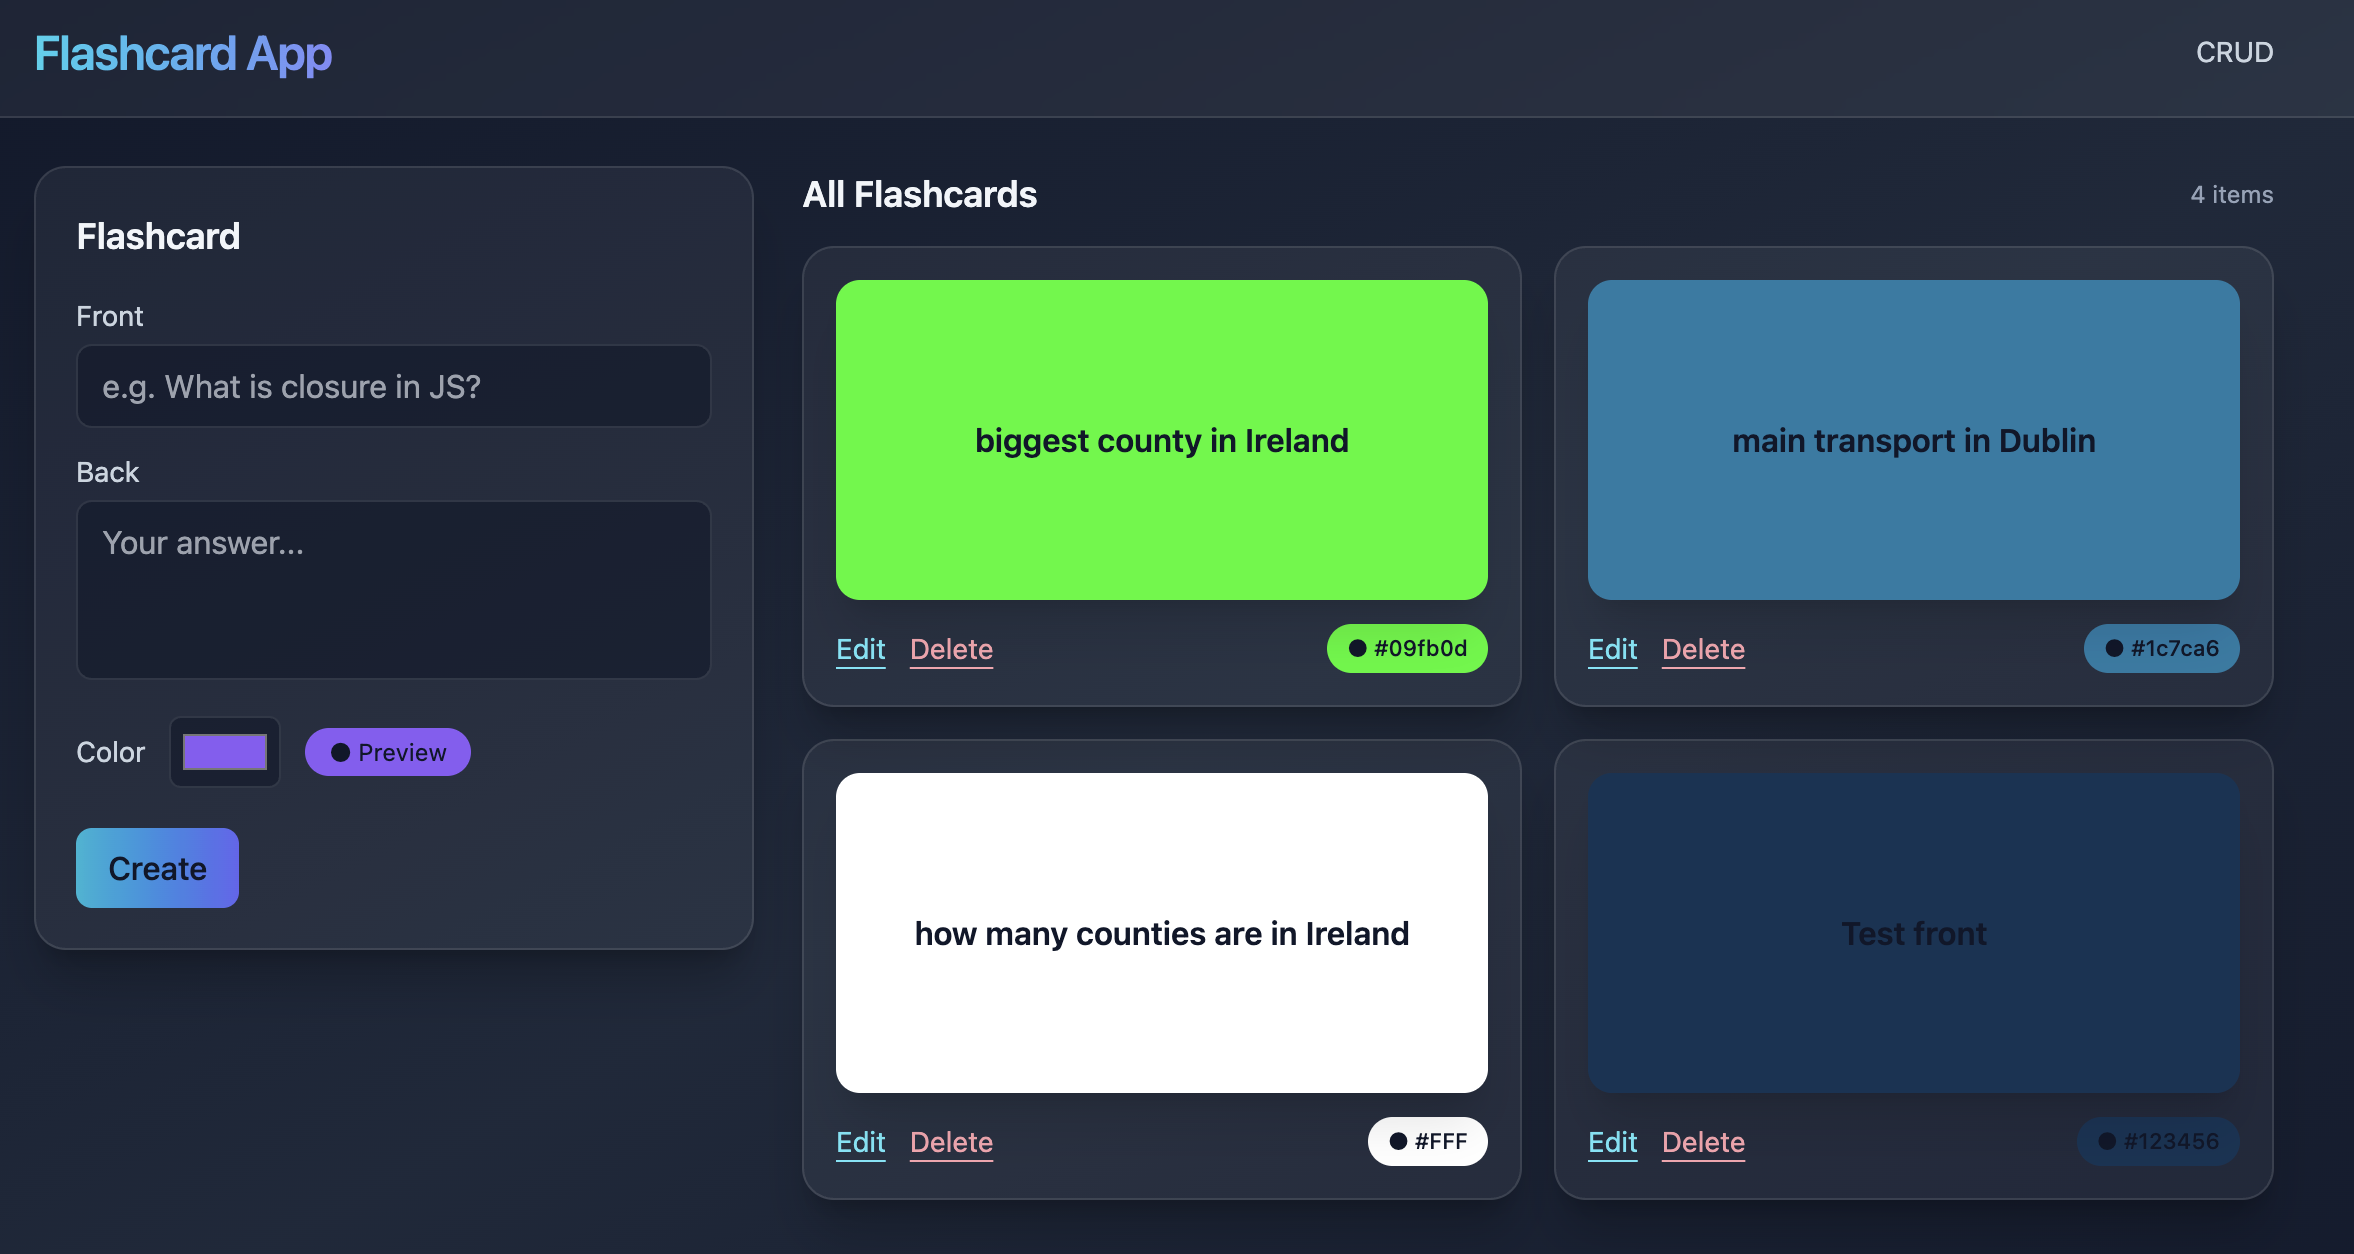 Flashcard App
CRUD
Flashcard
Front
e.g. What is closure in JS?
Back
Your answer...
Color
Preview
Create
All Flashcards
4 items
biggest county in Ireland
Edit Delete #09fb0d
main transport in Dublin
Edit Delete #1c7ca6
how many counties are in Ireland
Edit Delete #FFF
Test front
Edit Delete #123456